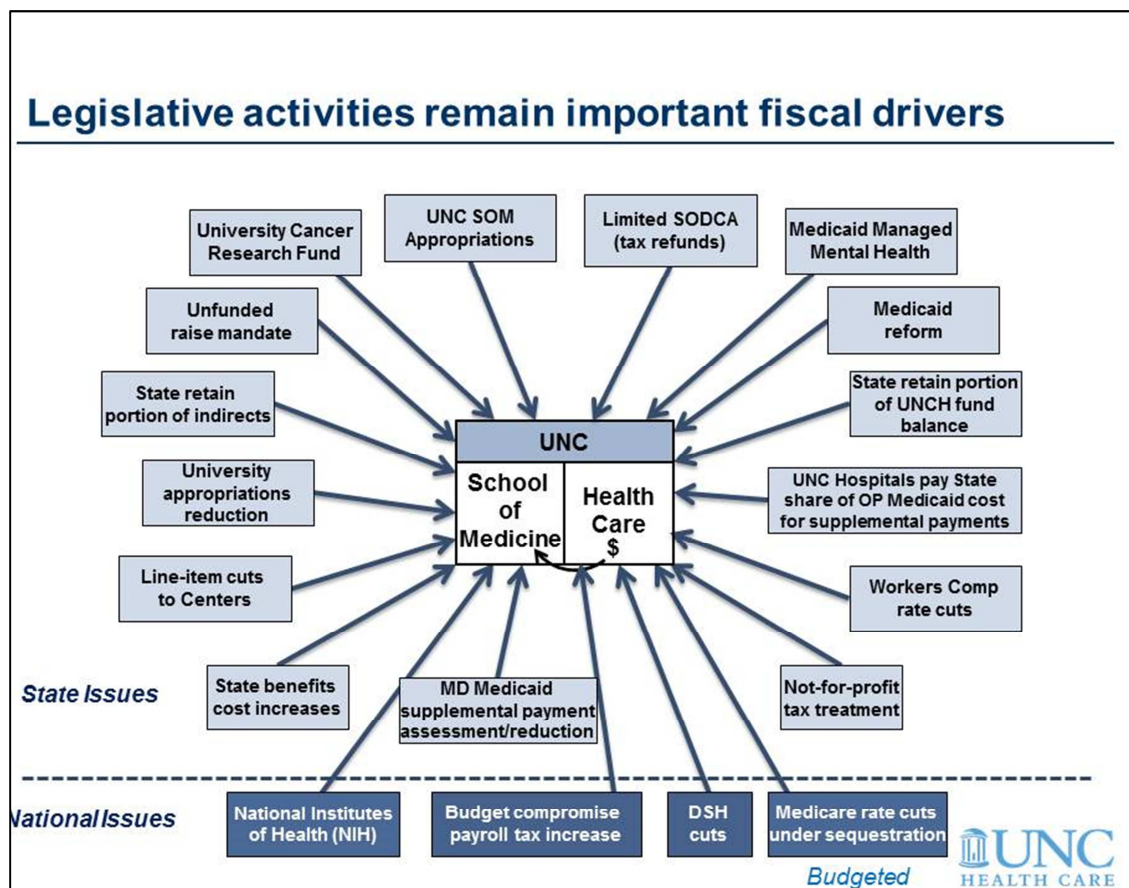 Legislative activities remain important fiscal drivers
University Cancer
Research Fund
UNC SOM
Appropriations
Limited SODCA
(tax refunds)
Medicaid Managed
Mental Health
Unfunded
raise mandate
Medicaid
reform
State retain
portion of indirects
State retain portion
of UNCH fund
balance
UNC
School
of
Medicine
Health
Care
$
University
appropriations
reduction
UNC Hospitals pay State
share of OP Medicaid cost
for supplemental payments
Line-item cuts
to Centers
Workers Comp
rate cuts
State Issues
State benefits
cost increases
MD Medicaid
supplemental payment
assessment/reduction
Not-for-profit
tax treatment
National Issues
National Institutes
of Health (NIH)
Budget compromise
payroll tax increase
DSH
cuts
Medicare rate cuts
under sequestration
Budgeted
UNC
HEALTH CARE